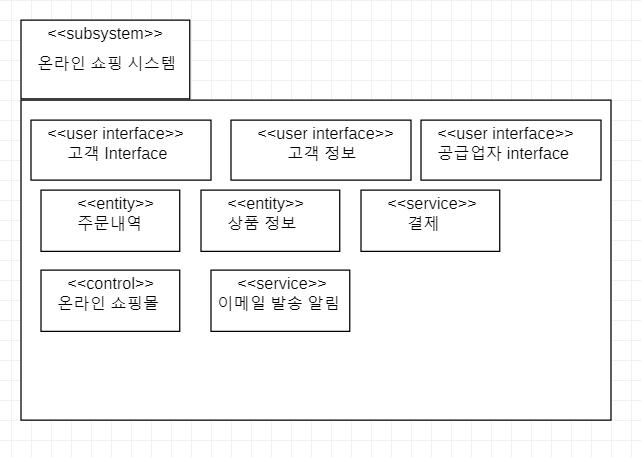 <<subsystem>>
온라인 쇼핑 시스템
<<user interface>>
고객 Interface
<<user interface>>
고객 정보
<<user interface>>
공급업자 interface
<<entity>>
주문내역
<<entity>>
상품 정보
<<service>>
결제
<<control>>
온라인 쇼핑몰
<<service>>
이메일 발송 알림